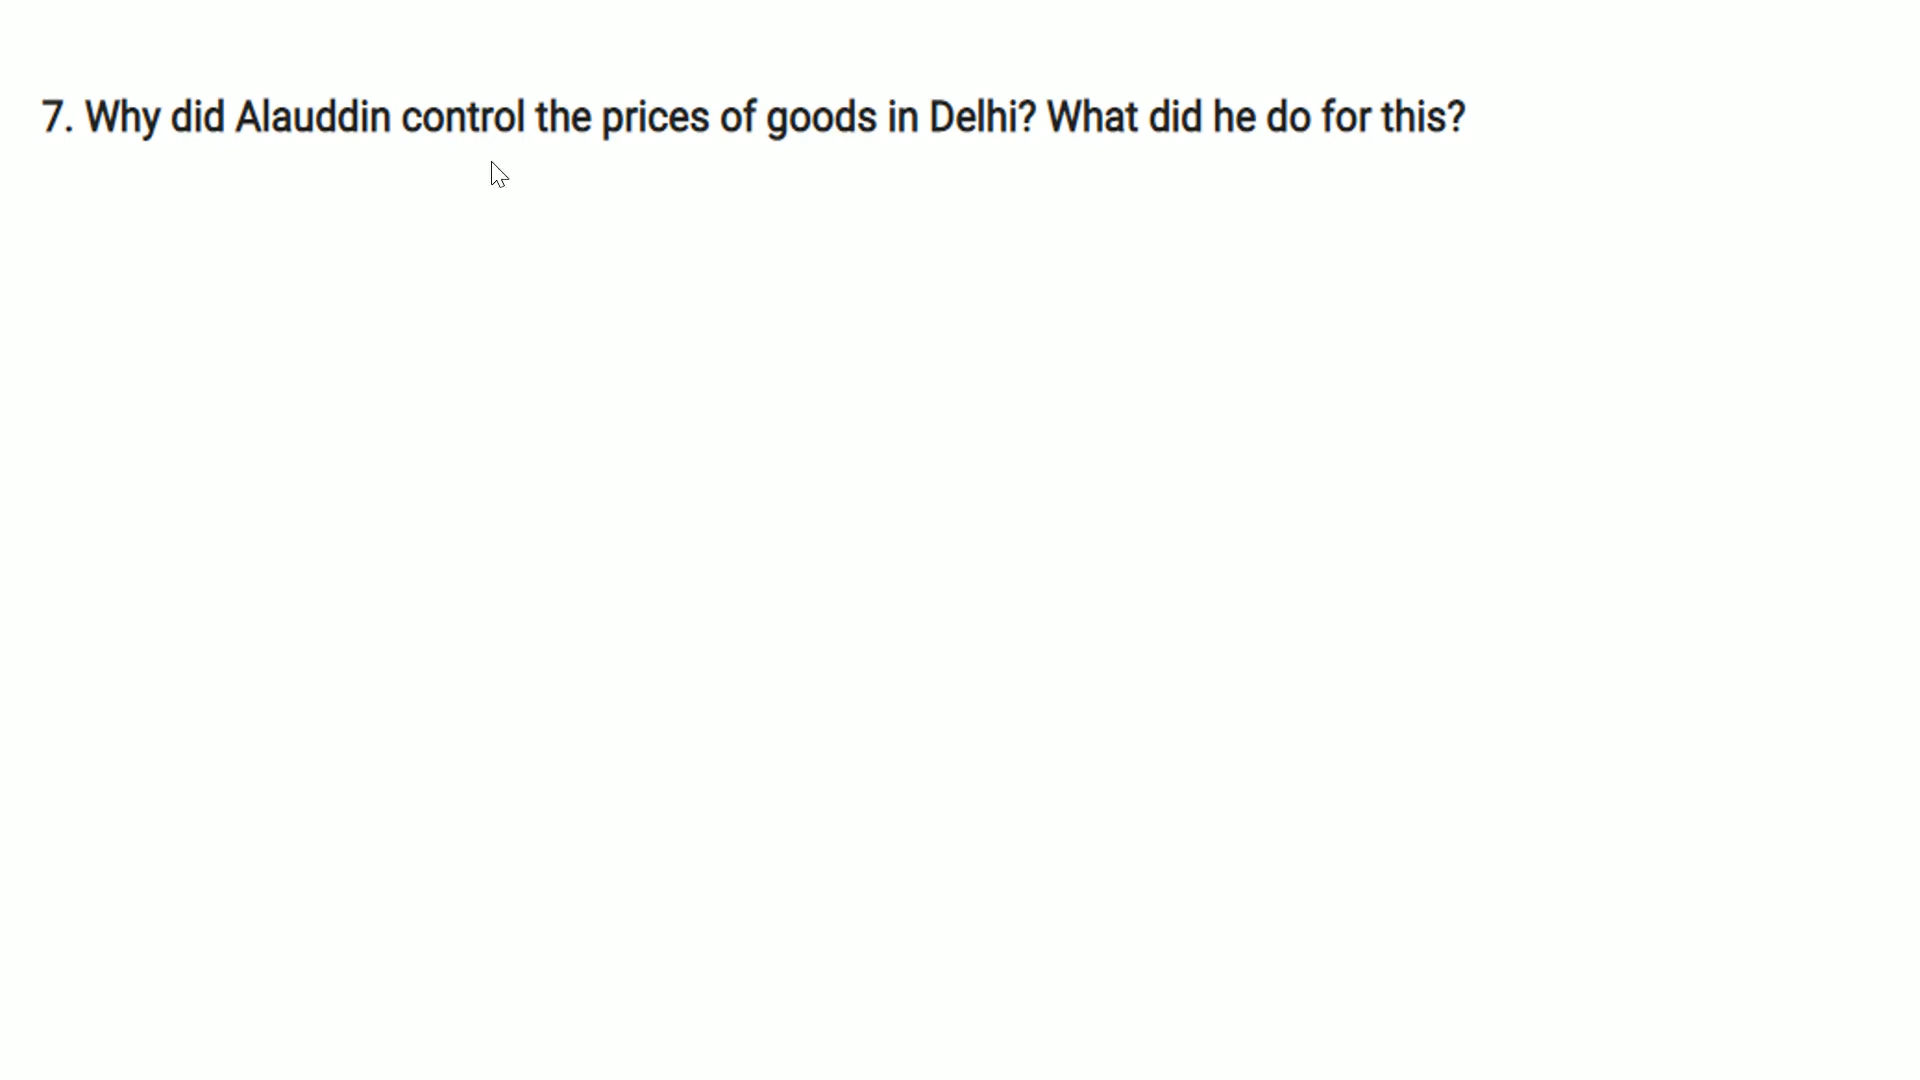 7. Why did Alauddin control the prices of goods in Delhi? What did he do for this?